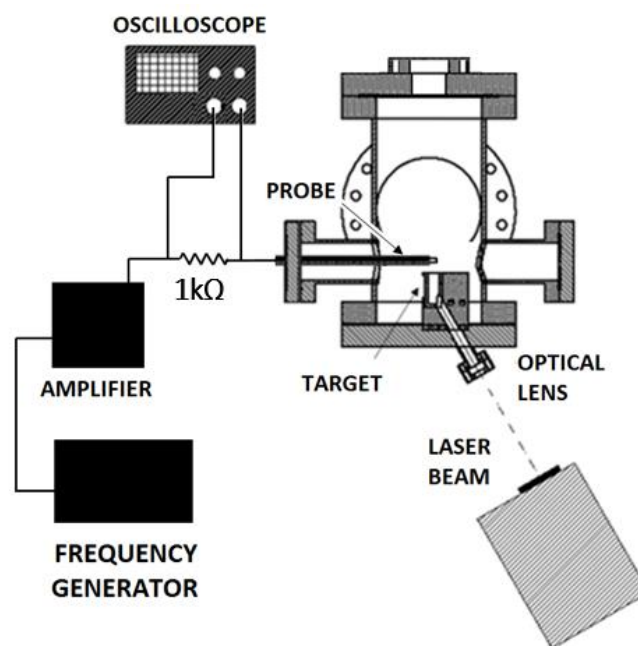 OSCILLOSCOPE
PROBE
1kΩ
AMPLIFIER
TARGET
OPTICAL
LENS
LASER
BEAM
FREQUENCY
GENERATOR